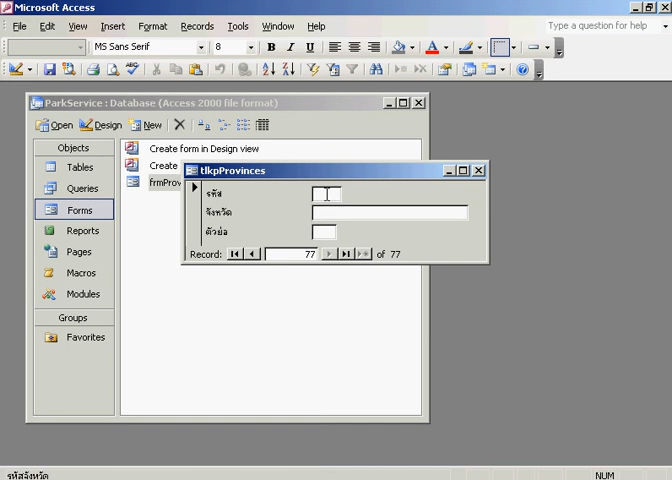 Microsoft Access
File Edit View Insert Format Records Tools Window Help Type a question for help
MS Sans Serif 8 B I U A
ParkService : Database (Access 2000 file format)
Open Design New
Objects
Tables
Queries
Forms
Reports
Pages
Macros
Modules
Groups
Favorites
Create form in Design view
Create
frmProv
tlkpProvinces
รหัส
จังหวัด
ตัวย่อ
Record: 77 of 77
รหัสจังหวัด NUM